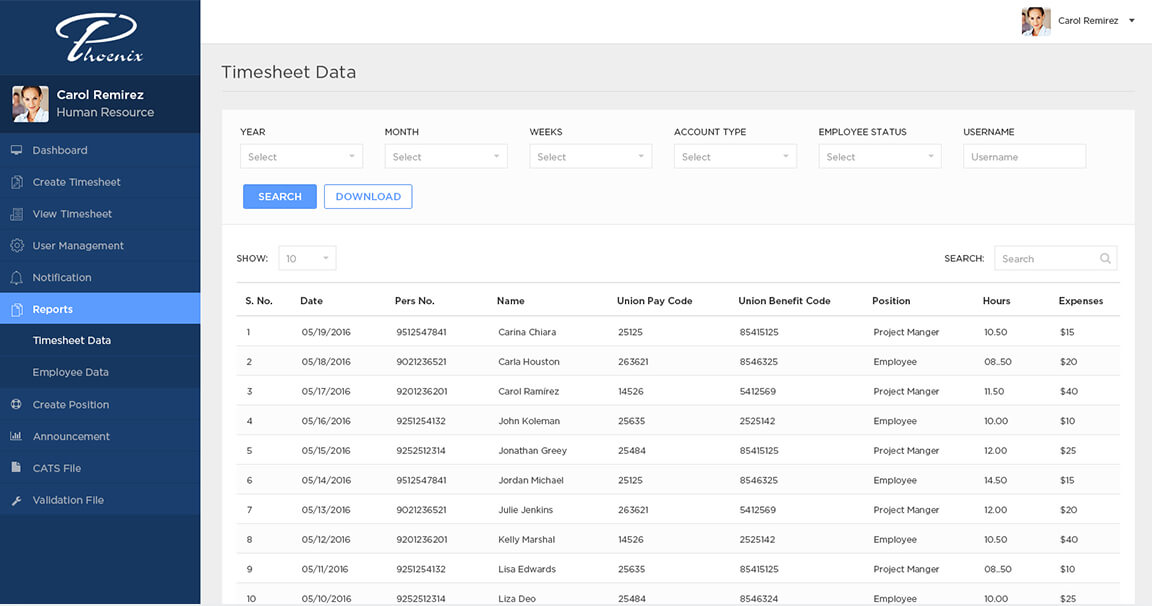 Phoenix
Carol Remirez
Carol Remirez
Human Resource
Dashboard
Create Timesheet
View Timesheet
User Management
Notification
Reports
Timesheet Data
Employee Data
Create Position
Announcement
CATS File
Validation File
Timesheet Data
YEAR MONTH WEEKS ACCOUNT TYPE EMPLOYEE STATUS USERNAME
Select Select Select Select Select Username
SEARCH DOWNLOAD
SHOW: 10 SEARCH: Search
S. No. Date Pers No. Name Union Pay Code Union Benefit Code Position Hours Expenses
1 05/19/2016 9512547841 Carina Chiara 25125 85415125 Project Manger 10.50 $15
2 05/18/2016 9021236521 Carla Houston 263621 8546325 Employee 08..50 $20
3 05/17/2016 9201236201 Carol Ramírez 14526 5412569 Project Manger 11.50 $40
4 05/16/2016 9251254132 John Koleman 25635 2525142 Employee 10.00 $10
5 05/15/2016 9252512314 Jonathan Greey 25484 85415125 Project Manger 12.00 $25
6 05/14/2016 9512547841 Jordan Michael 25125 8546325 Employee 14.50 $15
7 05/13/2016 9021236521 Julie Jenkins 263621 5412569 Project Manger 12.00 $20
8 05/12/2016 9201236201 Kelly Marshal 14526 2525142 Employee 10.50 $40
9 05/11/2016 9251254132 Lisa Edwards 25635 85415125 Project Manger 08..50 $10
10 05/10/2016 9252512314 Liza Deo 25484 8546324 Employee 10.00 $25